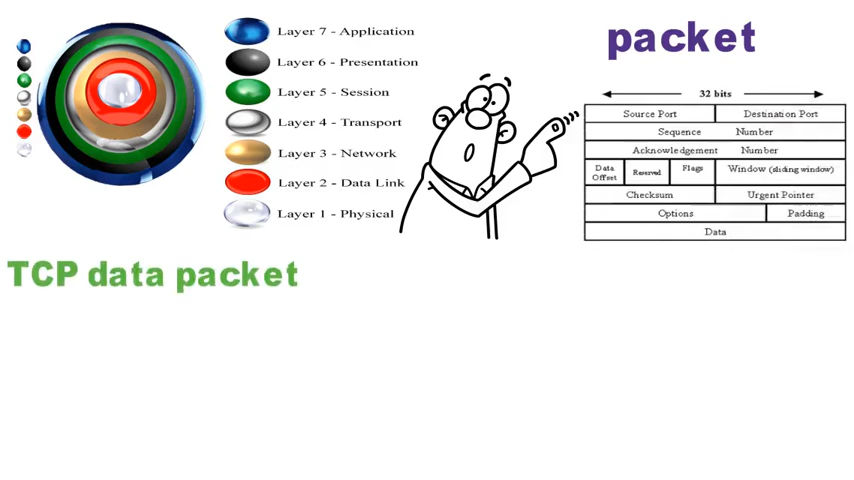 packet
Layer 7 - Application
Layer 6 - Presentation
Layer 5 - Session
Layer 4 - Transport
Layer 3 - Network
Layer 2 - Data Link
Layer 1 - Physical
32 bits
Source Port Destination Port
Sequence Number
Acknowledgement Number
Data Offset Reserved Flags Window (sliding window)
Checksum Urgent Pointer
Options Padding
Data
TCP data packet